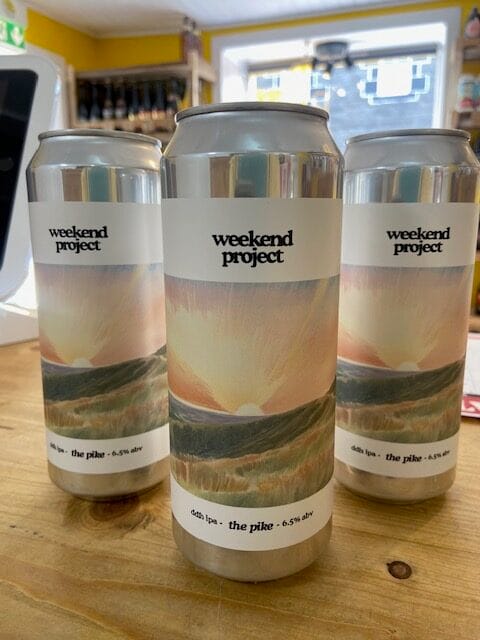 weekend
project
ddh ipa - the pike - 6.5% abv
weekend
project
ddh ipa - the pike - 6.5% abv
weekend
project
ddh ipa - the pike - 6.5% abv